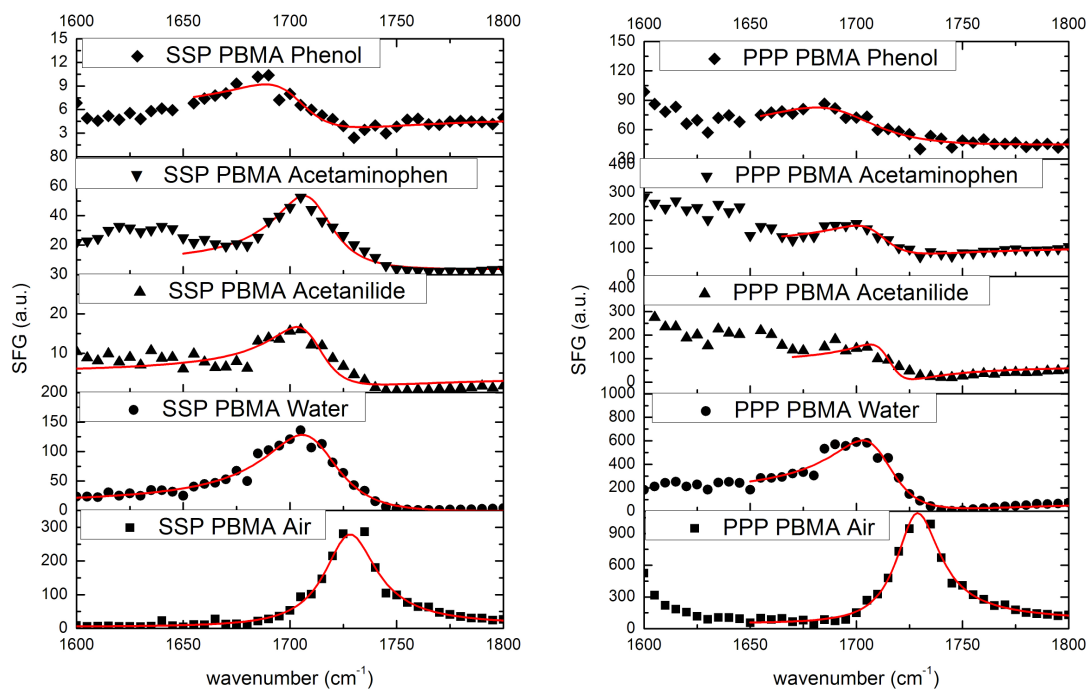 1600 1650 1700 1750 1800
15
12
9
6
3
SSP PBMA Phenol
80
60
40
20
SSP PBMA Acetaminophen
30
20
10
SSP PBMA Acetanilide
200
150
100
50
0
SSP PBMA Water
300
200
100
0
SSP PBMA Air
SFG (a.u.)
1600 1650 1700 1750 1800
wavenumber (cm⁻¹)
1600 1650 1700 1750 1800
150
120
90
60
30
PPP PBMA Phenol
400
300
200
100
0
PPP PBMA Acetaminophen
400
300
200
100
0
PPP PBMA Acetanilide
1000
800
600
400
200
0
PPP PBMA Water
900
600
300
0
PPP PBMA Air
SFG (a.u.)
1600 1650 1700 1750 1800
wavenumber (cm⁻¹)